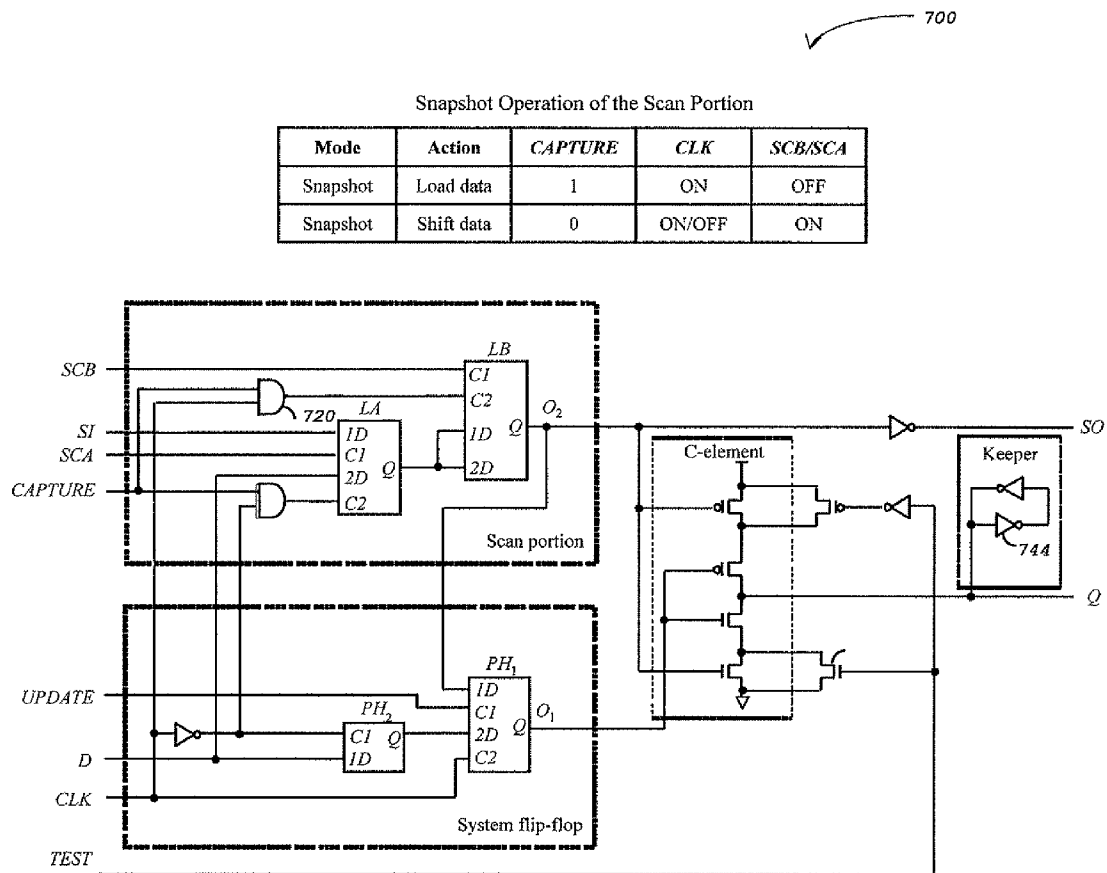 700
Snapshot Operation of the Scan Portion
Mode Action CAPTURE CLK SCB/SCA
Snapshot Load data 1 ON OFF
Snapshot Shift data 0 ON/OFF ON
SCB
SI
SCA
CAPTURE
720
LA
1D
C1
2D
C2
Q
LB
C1
C2
1D
2D
Q
O2
Scan portion
C-element
SO
Keeper
744
Q
UPDATE
D
CLK
TEST
PH2
C1
1D
Q
PH1
1D
C1
2D
C2
Q
O1
System flip-flop